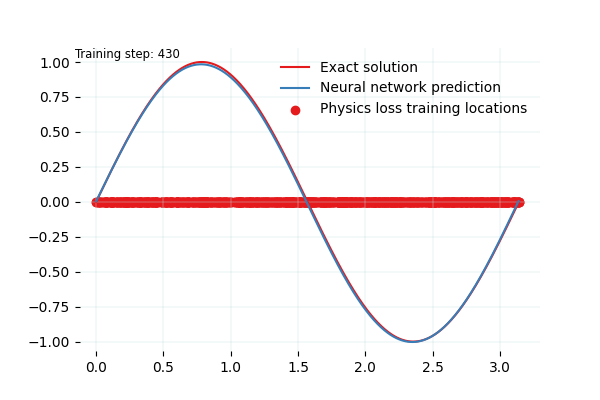 Training step: 430
Exact solution
Neural network prediction
Physics loss training locations
1.00
0.75
0.50
0.25
0.00
−0.25
−0.50
−0.75
−1.00
0.0 0.5 1.0 1.5 2.0 2.5 3.0